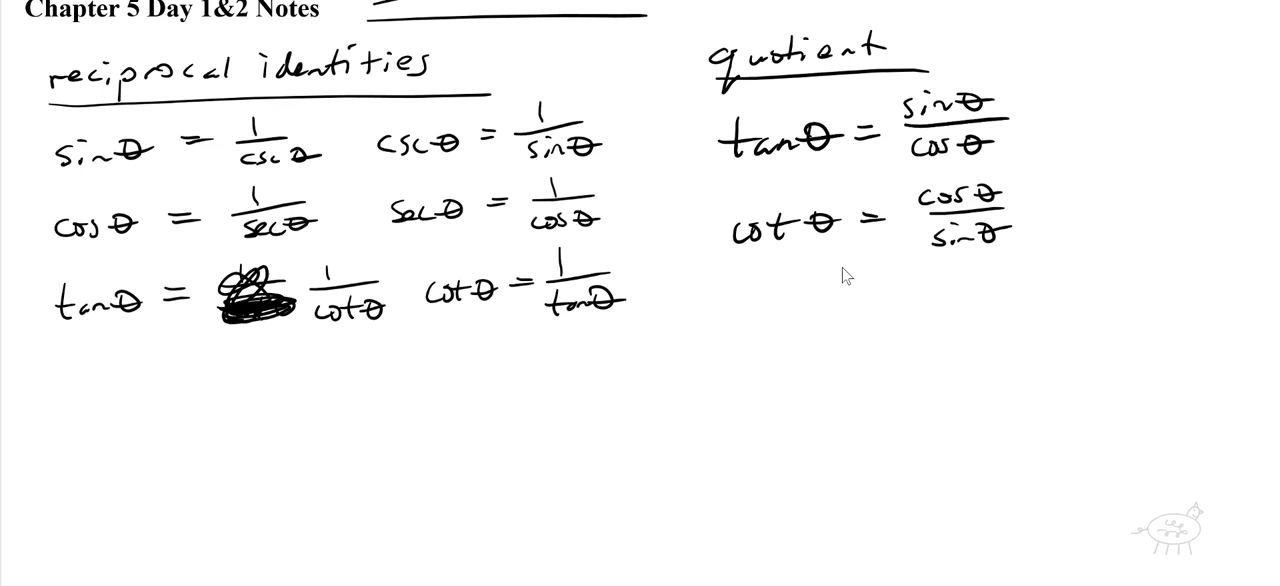 Chapter 5 Day 1&2 Notes
reciprocal identities
sinθ = 1/cscθ cscθ = 1/sinθ
cosθ = 1/secθ secθ = 1/cosθ
tanθ = 1/cotθ cotθ = 1/tanθ
quotient
tanθ = sinθ/cosθ
cotθ = cosθ/sinθ